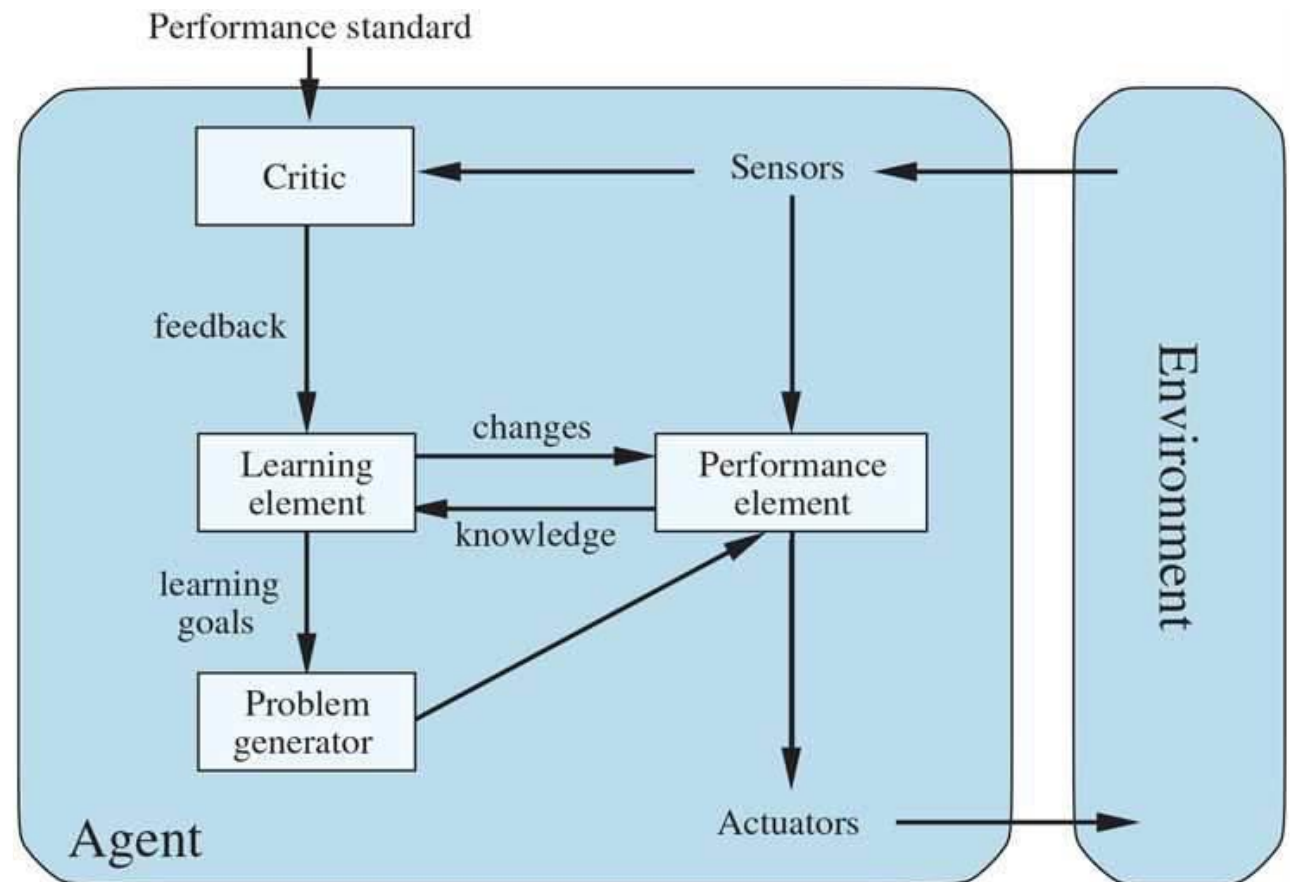 Performance standard
Critic
Sensors
feedback
changes
Learning
element
Performance
element
knowledge
learning
goals
Problem
generator
Actuators
Agent
Environment